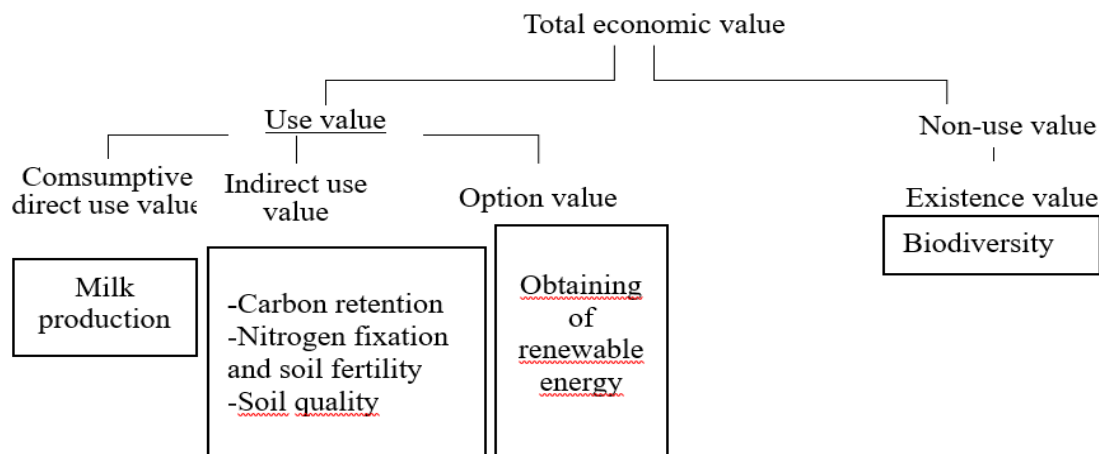 Total economic value
Use value
Non-use value
Comsumptive
direct use value
Indirect use
value
Option value
Existence value
Milk
production
-Carbon retention
-Nitrogen fixation
and soil fertility
-Soil quality
Obtaining
of
renewable
energy
Biodiversity